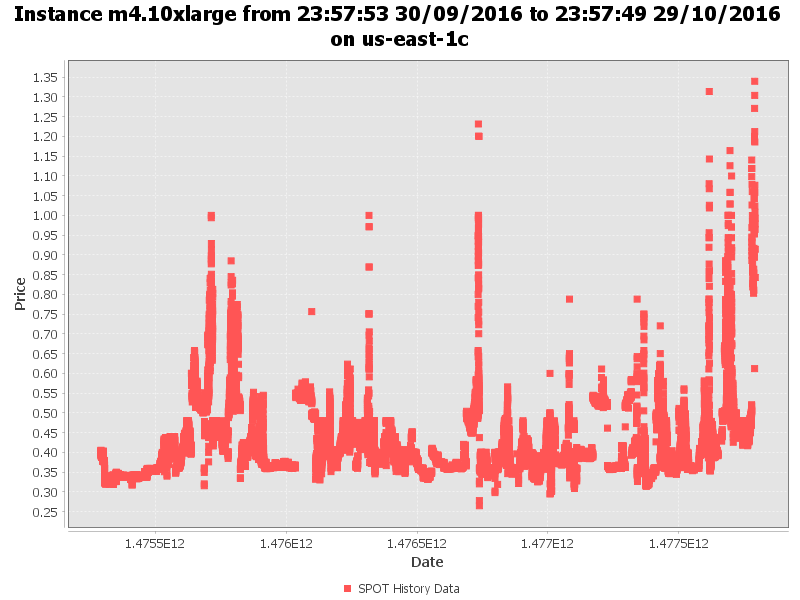 Instance m4.10xlarge from 23:57:53 30/09/2016 to 23:57:49 29/10/2016
on us-east-1c
Price
1.35
1.30
1.25
1.20
1.15
1.10
1.05
1.00
0.95
0.90
0.85
0.80
0.75
0.70
0.65
0.60
0.55
0.50
0.45
0.40
0.35
0.30
0.25
1.4755E12
1.476E12
1.4765E12
1.477E12
1.4775E12
Date
SPOT History Data